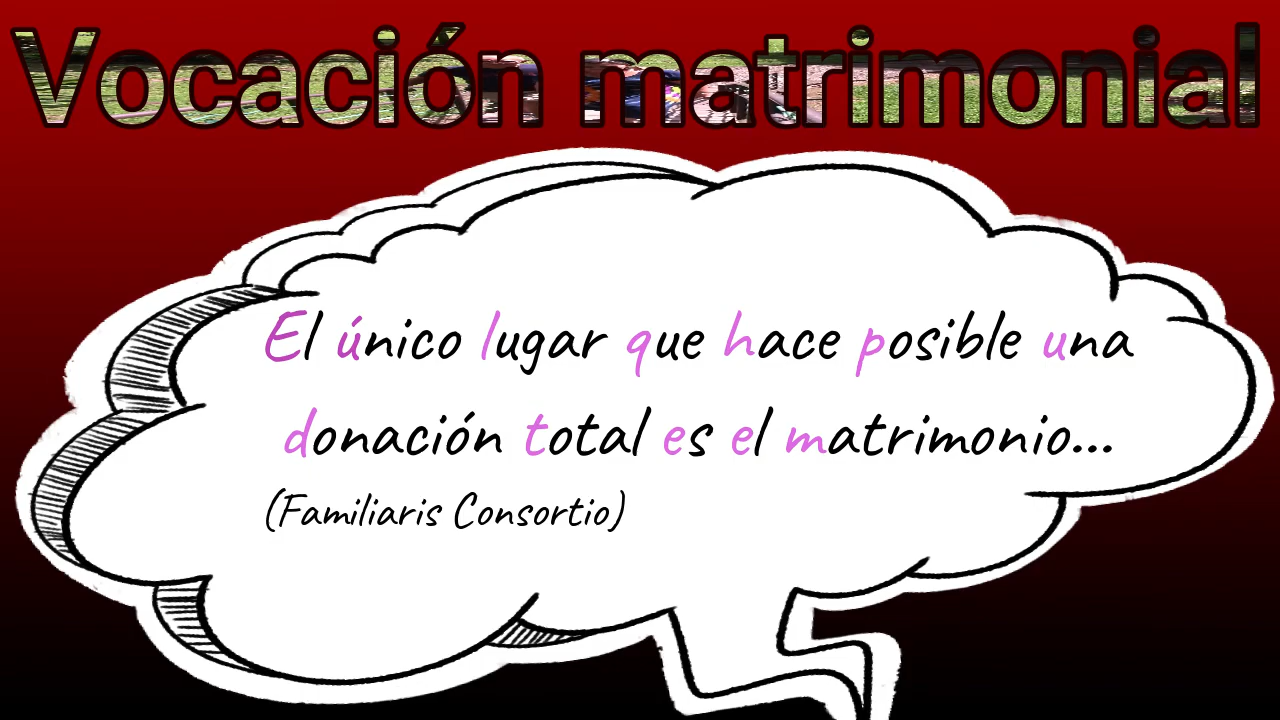 Vocación matrimonial
El único lugar que hace posible una
donación total es el matrimonio...
(Familiaris Consortio)